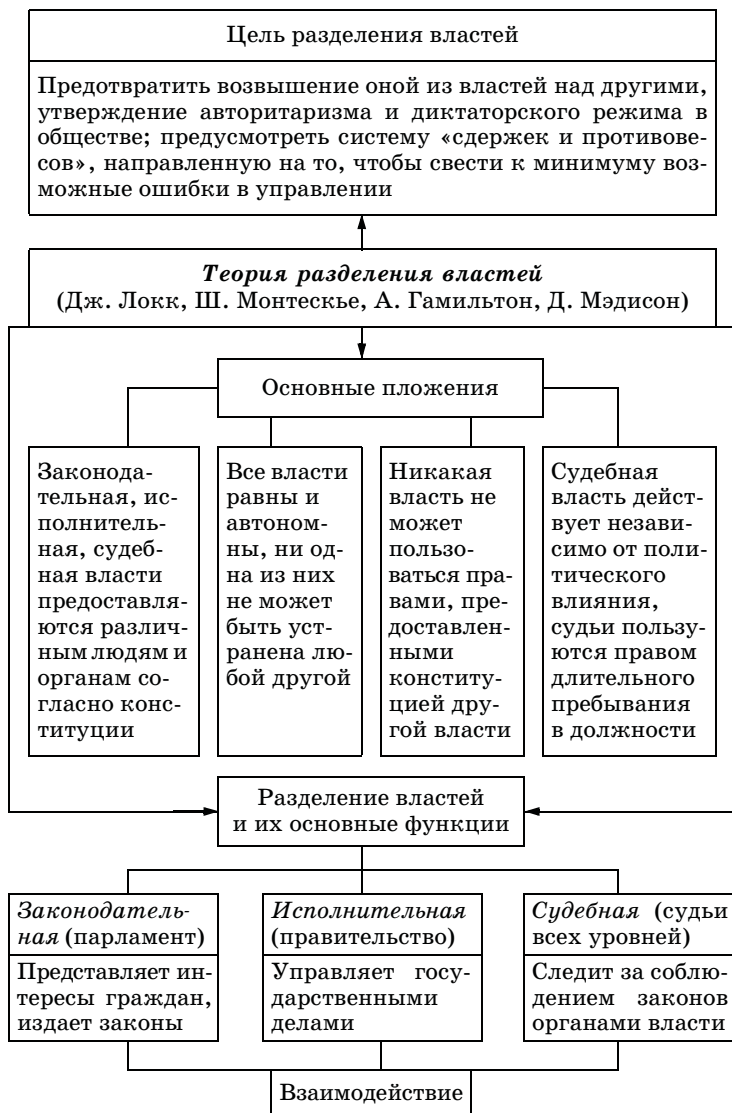 Цель разделения властей
Предотвратить возвышение оной из властей над другими,
утверждение авторитаризма и диктаторского режима в
обществе; предусмотреть систему «сдержек и противове-
сов», направленную на то, чтобы свести к минимуму воз-
можные ошибки в управлении
Теория разделения властей
(Дж. Локк, Ш. Монтескье, А. Гамильтон, Д. Мэдисон)
Основные пложения
Законода-
тельная, ис-
полнитель-
ная, судеб-
ная власти
предоставля-
ются различ-
ным людям и
органам со-
гласно конс-
титуции
Все власти
равны и
автоном-
ны, ни од-
на из них
не может
быть уст-
ранена лю-
бой другой
Никакая
власть не
может
пользо-
ваться пра-
вами, пре-
доставлен-
ными
конститу-
цией дру-
гой власти
Судебная
власть дейст-
вует незави-
симо от поли-
тического
влияния,
судьи пользу-
ются правом
длительного
пребывания
в должности
Разделение властей
и их основные функции
Законодатель-
ная (парламент)
Представляет ин-
тересы граждан,
издает законы
Исполнительная
(правительство)
Управляет госу-
дарственными
делами
Судебная (судьи
всех уровней)
Следит за соблю-
дением законов
органами власти
Взаимодействие